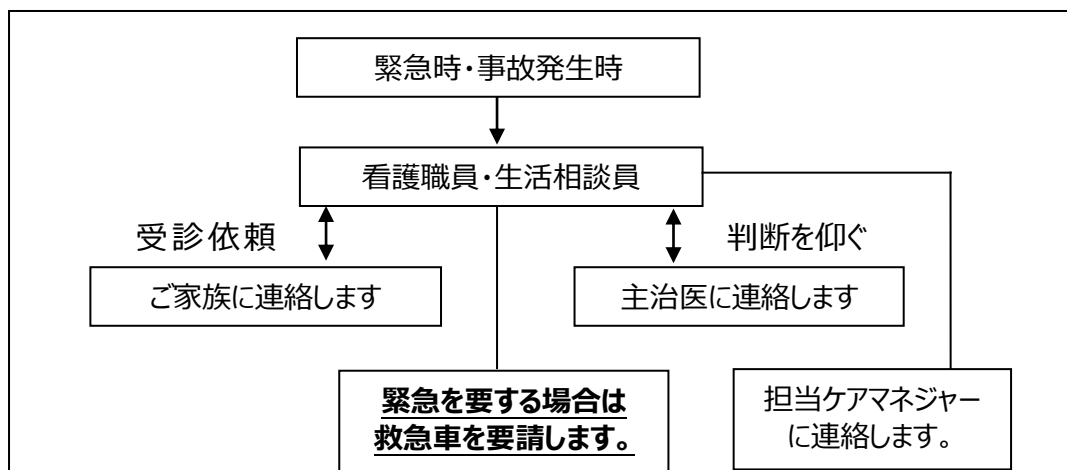 緊急時・事故発生時
看護職員・生活相談員
受診依頼
判断を仰ぐ
ご家族に連絡します
主治医に連絡します
緊急を要する場合は
救急車を要請します。
担当ケアマネジャー
に連絡します。